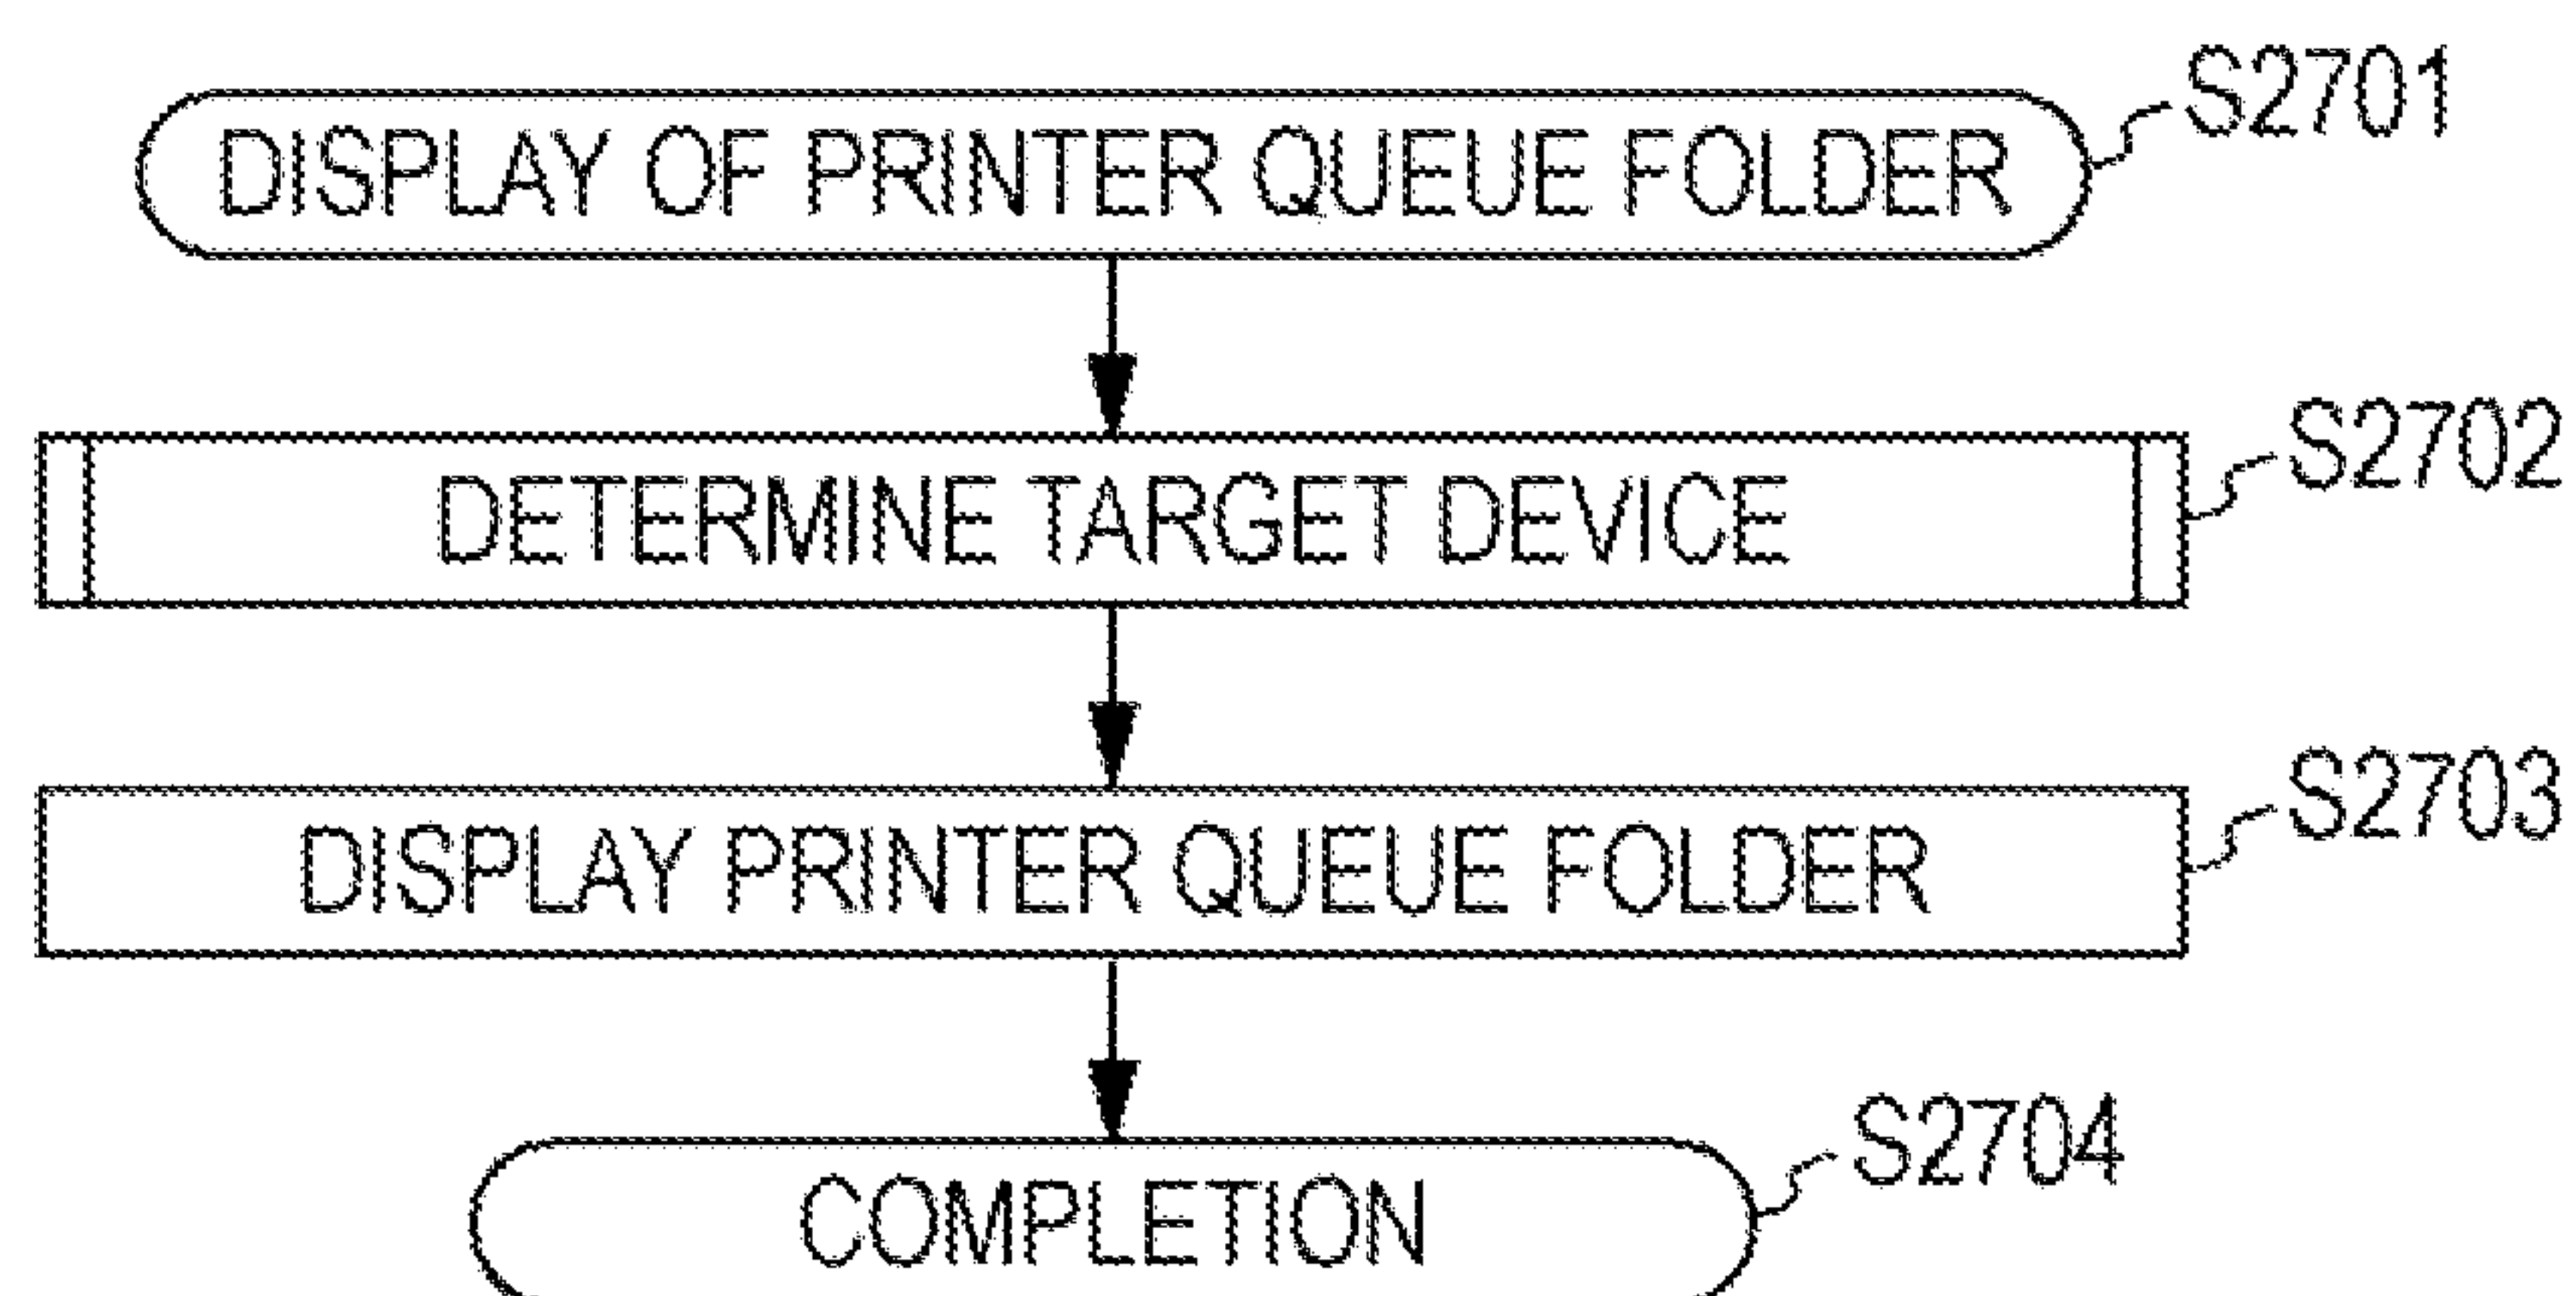 DISPLAY OF PRINTER QUEUE FOLDER S2701
DETERMINE TARGET DEVICE S2702
DISPLAY PRINTER QUEUE FOLDER S2703
COMPLETION S2704